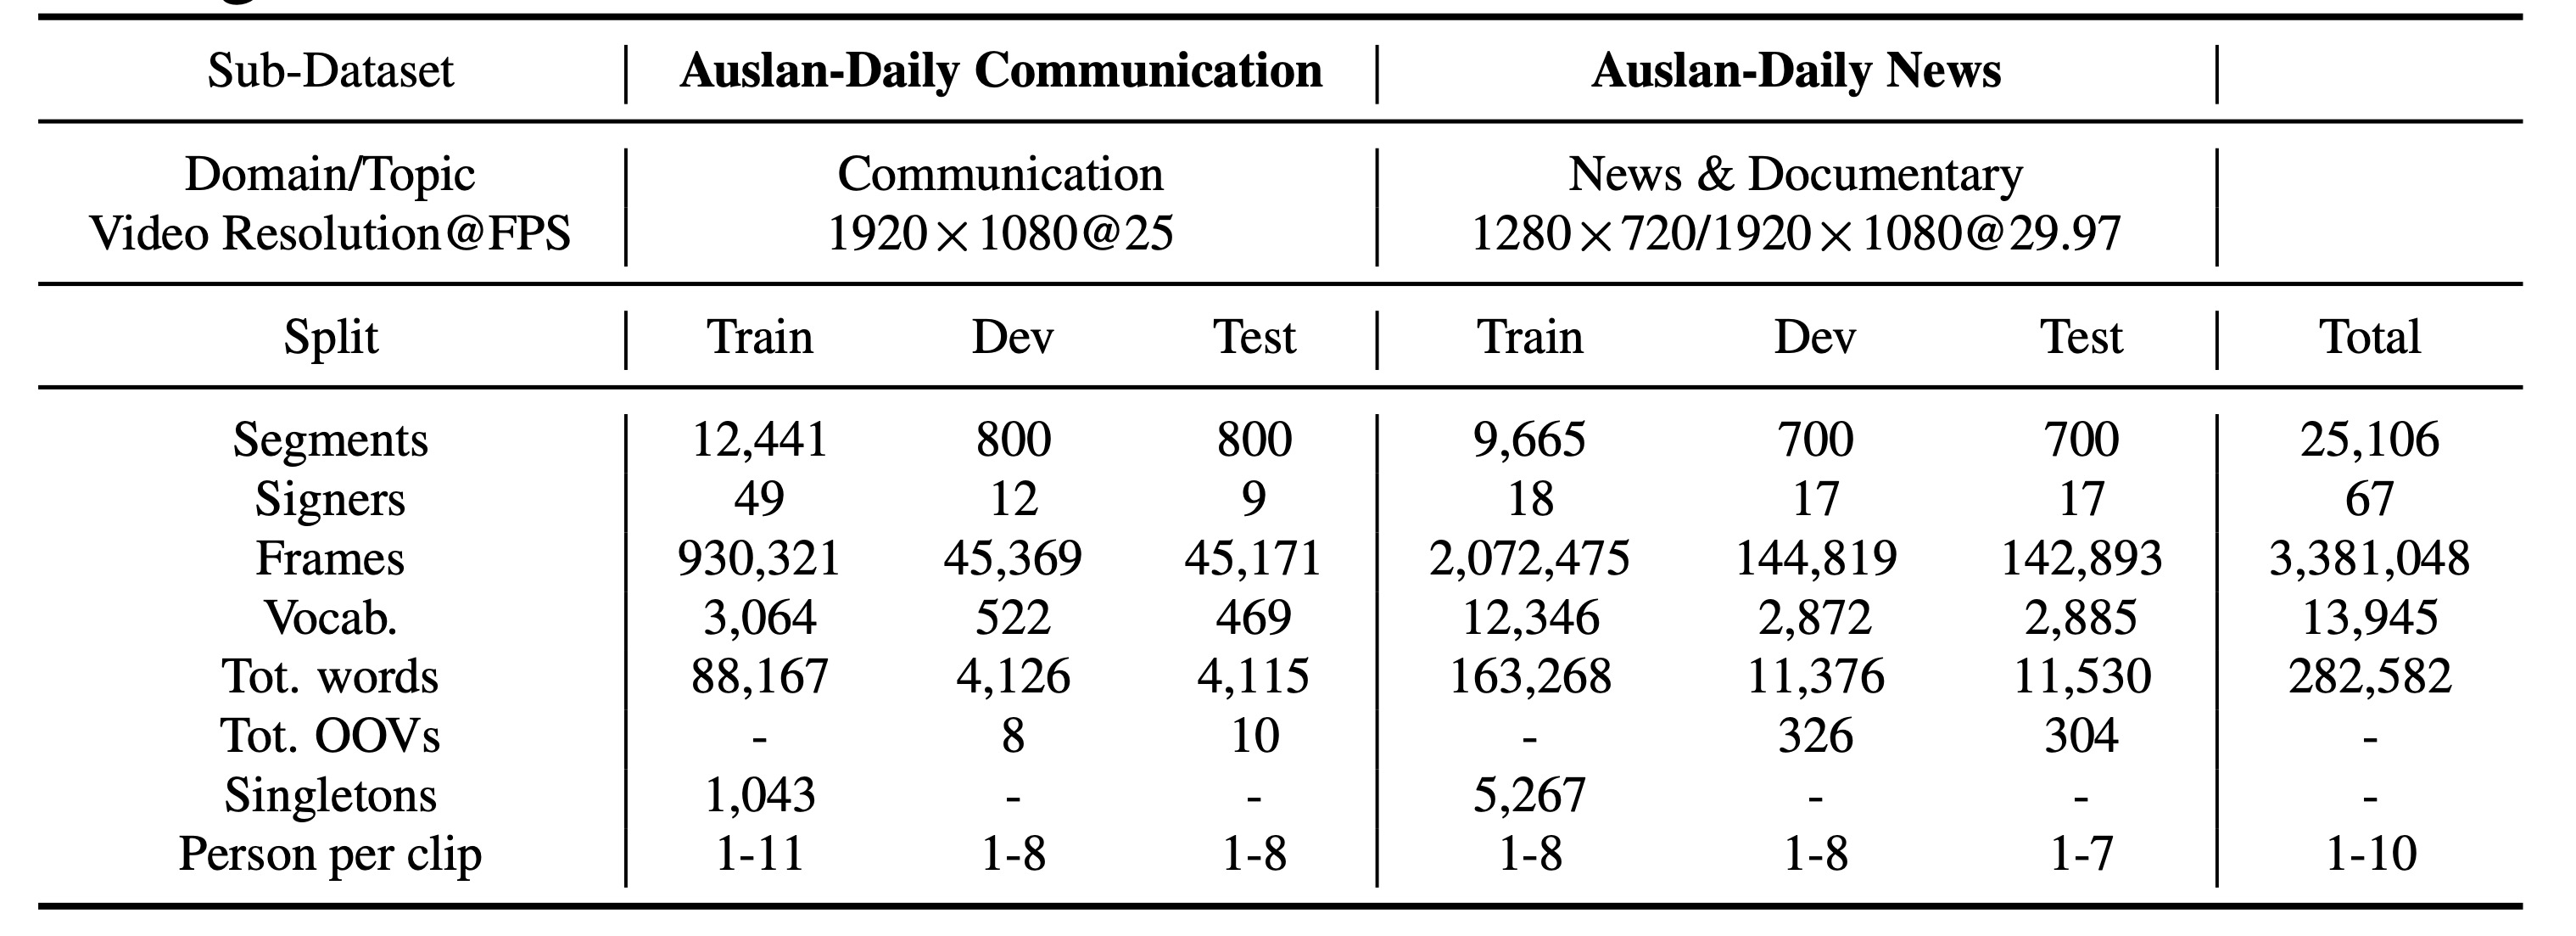 Sub-Dataset Auslan-Daily Communication Auslan-Daily News
Domain/Topic Communication News & Documentary
Video Resolution@FPS 1920×1080@25 1280×720/1920×1080@29.97
Split Train Dev Test Train Dev Test Total
Segments 12,441 800 800 9,665 700 700 25,106
Signers 49 12 9 18 17 17 67
Frames 930,321 45,369 45,171 2,072,475 144,819 142,893 3,381,048
Vocab. 3,064 522 469 12,346 2,872 2,885 13,945
Tot. words 88,167 4,126 4,115 163,268 11,376 11,530 282,582
Tot. OOVs - 8 10 - 326 304 -
Singletons 1,043 - - 5,267 - - -
Person per clip 1-11 1-8 1-8 1-8 1-8 1-7 1-10